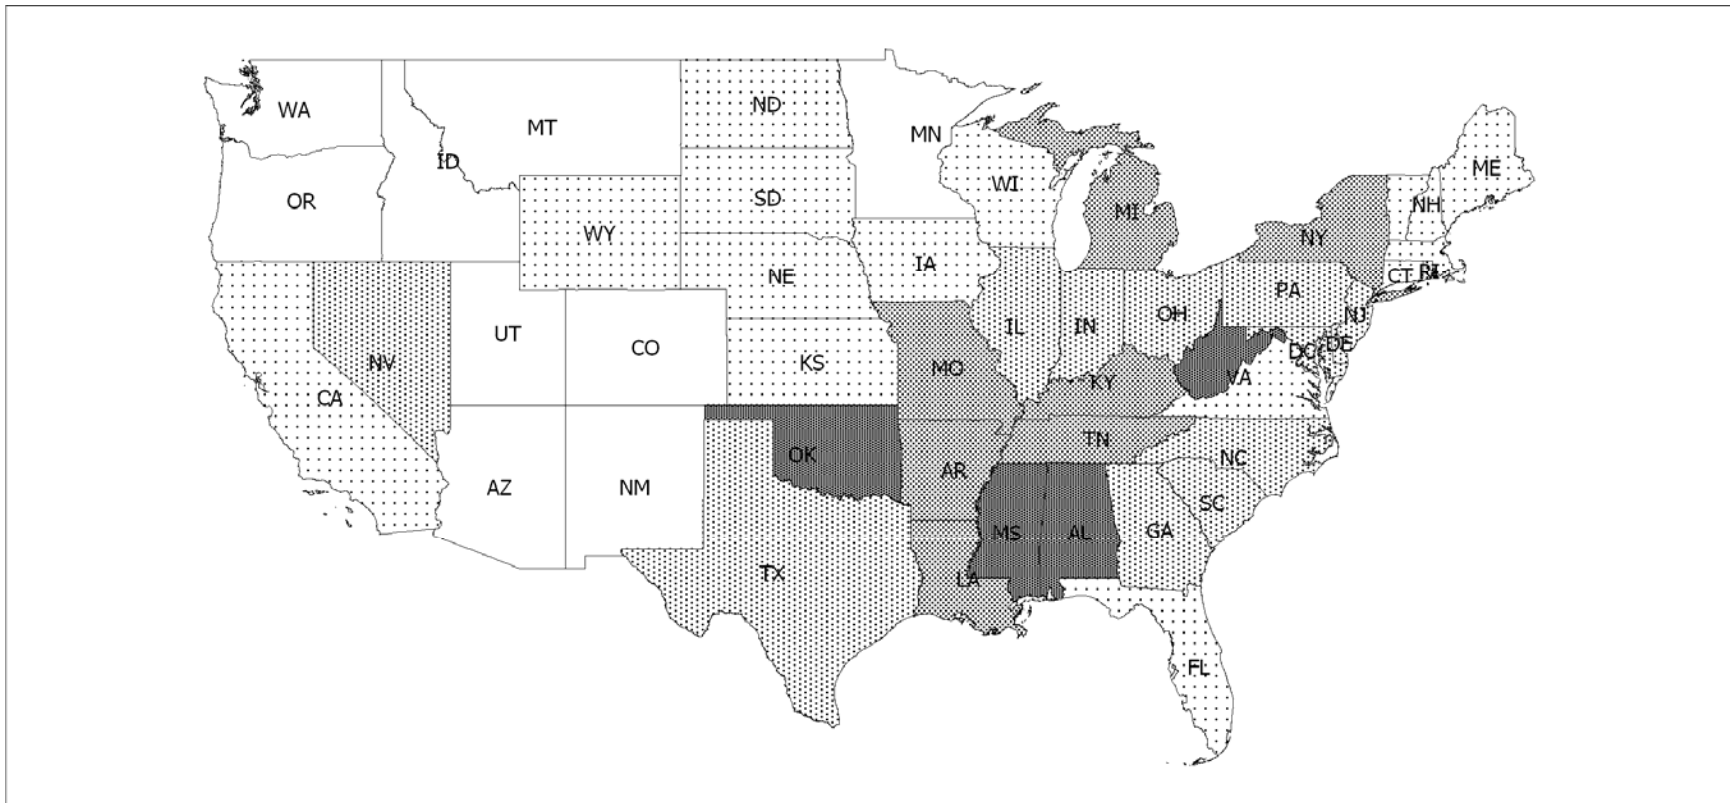 ND
WA
MT
MN
ID
ME
WI
OR
SD
NH
MI
WY
NY
IA
NE
CT
RI
PA
OH
NJ
IL
IN
UT
CO
DE
DC
NV
KS
MO
VA
KY
CA
TN
OK
NC
AR
AZ
NM
SC
MS
AL
GA
TX
LA
FL